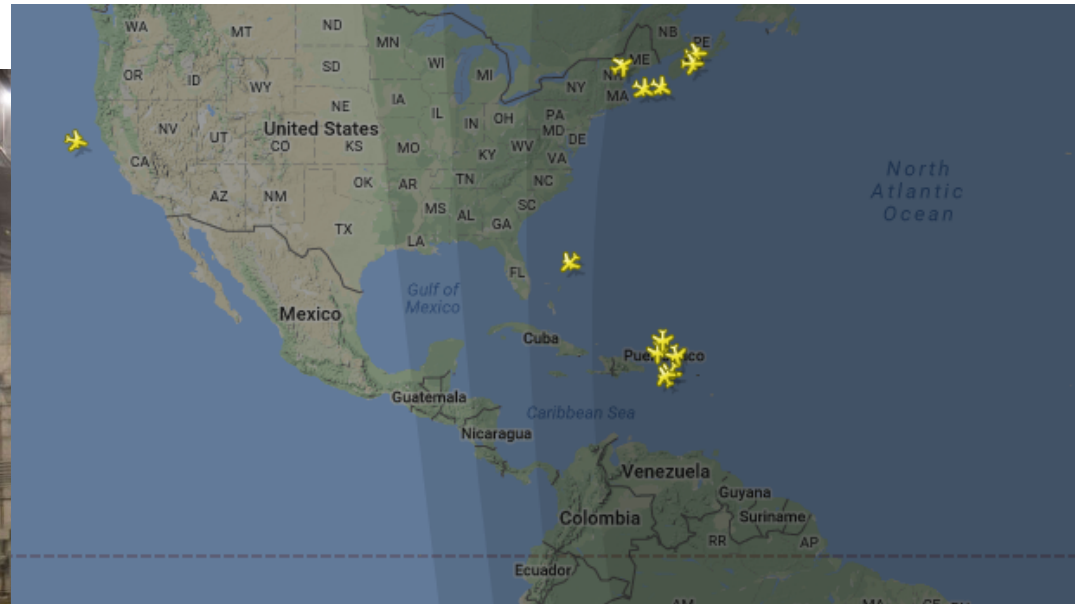 WA
MT
ND
MN
NB
PE
OR
ID
WY
SD
WI
MI
ME
NY
MA
NE
IA
IL
IN
OH
PA
MD
DE
NV
UT
United States
CO
KS
MO
KY
WV
VA
CA
AZ
NM
OK
AR
TN
NC
SC
MS
AL
GA
TX
LA
FL
North
Atlantic
Ocean
Gulf of
Mexico
Mexico
Cuba
Guatemala
Caribbean Sea
Nicaragua
Venezuela
Guyana
Colombia
Suriname
RR
AP
Ecuador